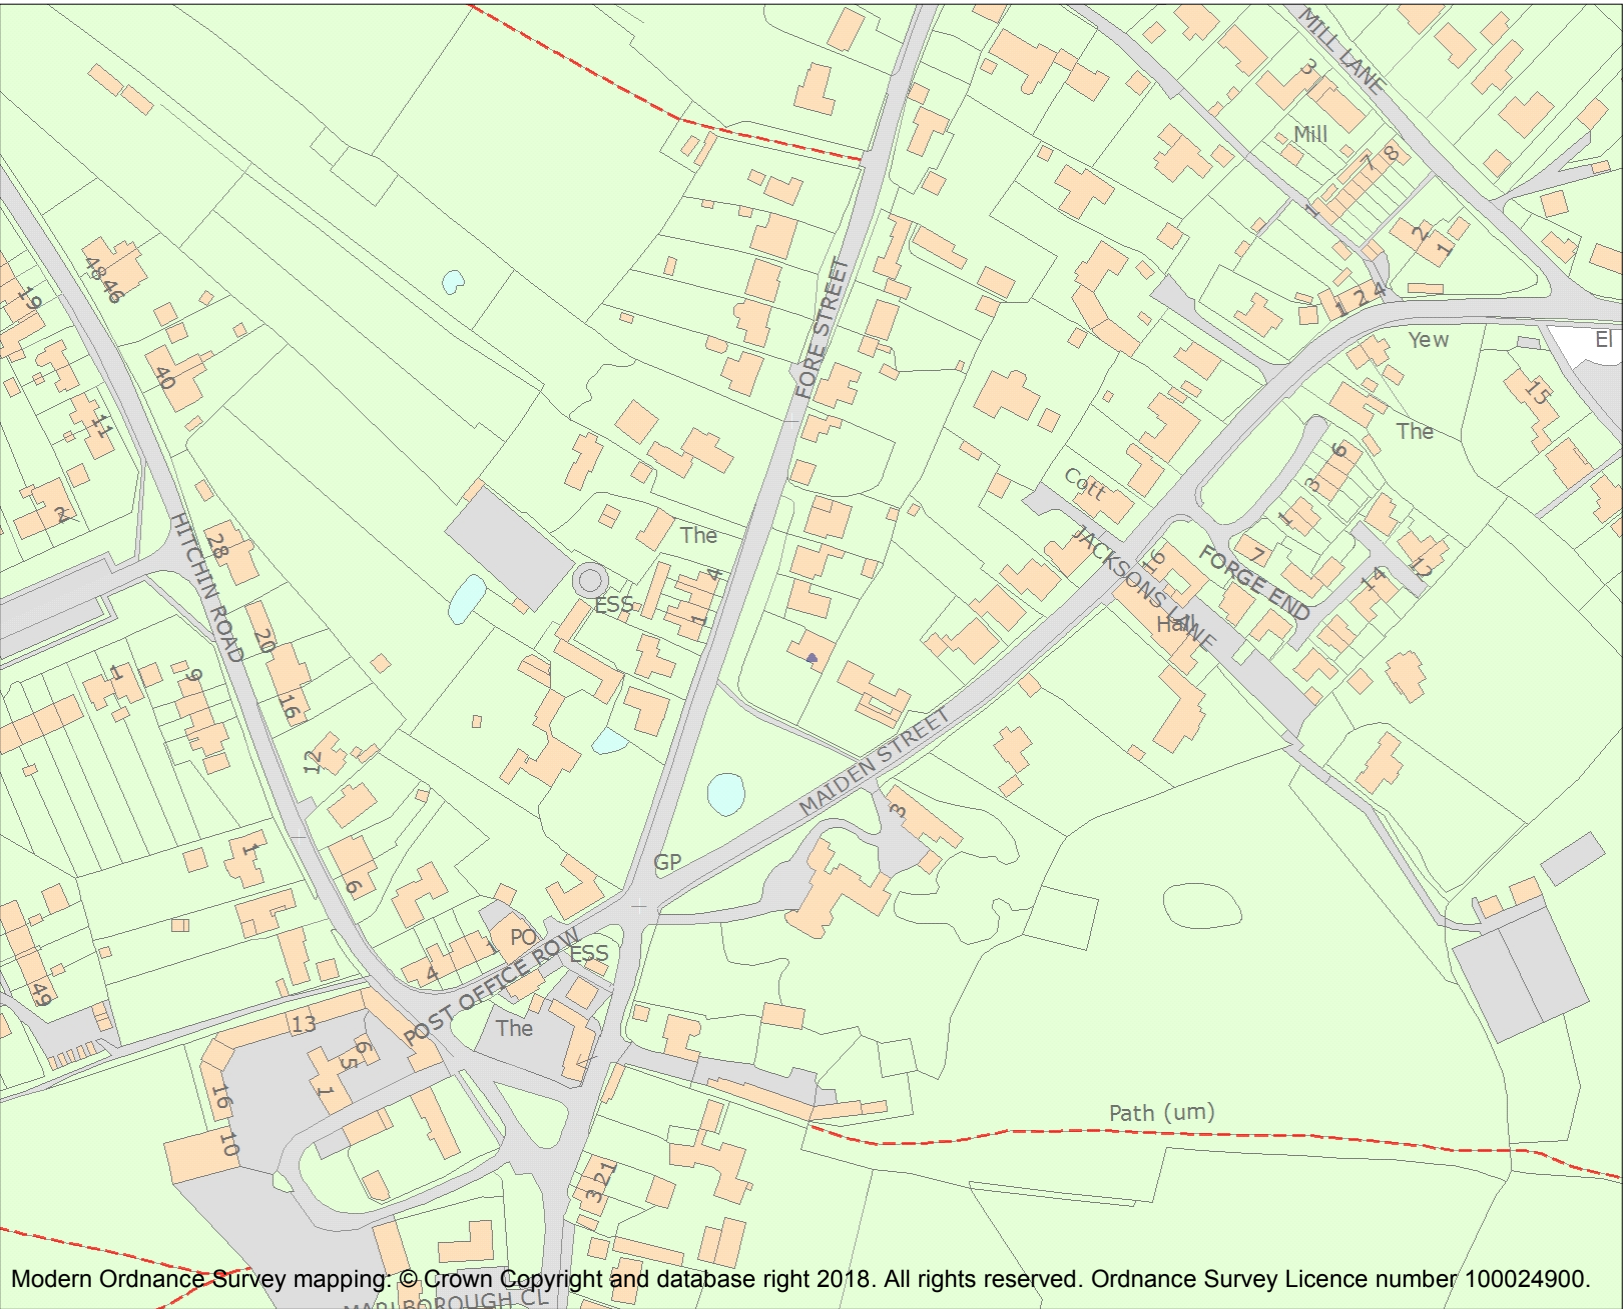 MILL LANE
3
Mill
7 8
1
2
1
48
46
19
FORE STREET
1 2 4
Yew
El
40
15
11
The
6
Cott
3
2
HITCHIN ROAD
28
The
1
JACKSONS LANE
16
FORGE END
7
12
4
14
ESS
1
20
Hall
1
9
16
MAIDEN STREET
12
3
1
GP
6
PO
1
ESS
4
POST OFFICE ROW
49
13
The
6
5
1
16
Path (um)
10
3 2 1
Modern Ordnance Survey mapping: © Crown Copyright and database right 2018. All rights reserved. Ordnance Survey Licence number 100024900.
MARLBOROUGH CL